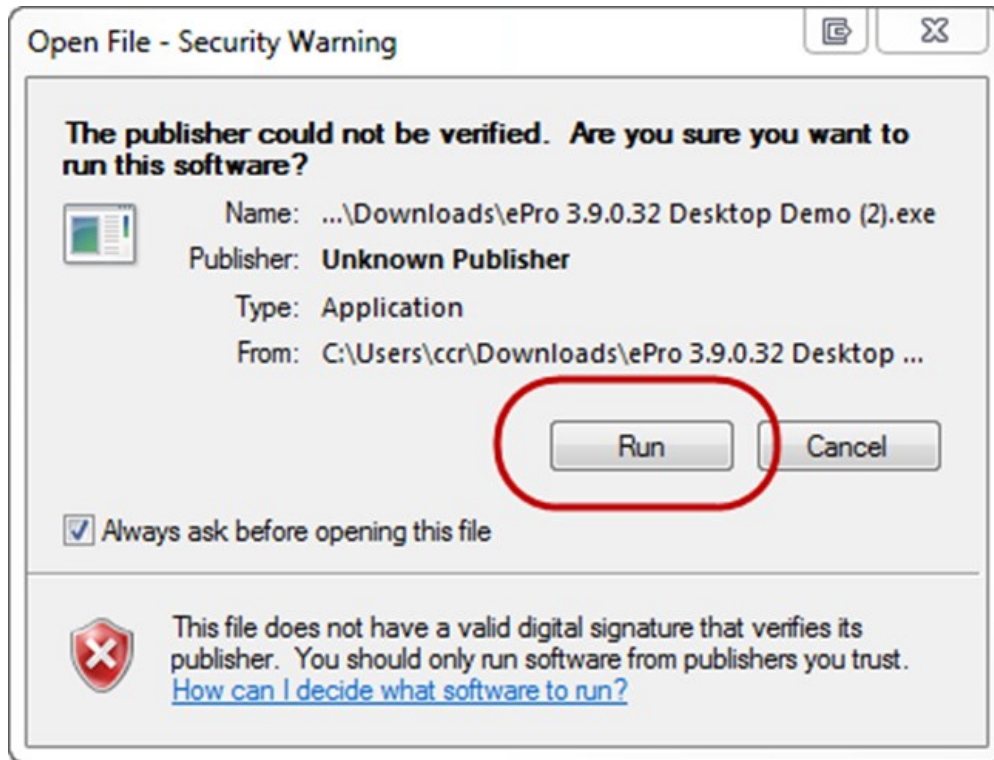 Open File - Security Warning
The publisher could not be verified. Are you sure you want to
run this software?
Name: ...\Downloads\ePro 3.9.0.32 Desktop Demo (2).exe
Publisher: Unknown Publisher
Type: Application
From: C:\Users\ccr\Downloads\ePro 3.9.0.32 Desktop ...
Run Cancel
Always ask before opening this file
This file does not have a valid digital signature that verifies its
publisher. You should only run software from publishers you trust.
How can I decide what software to run?